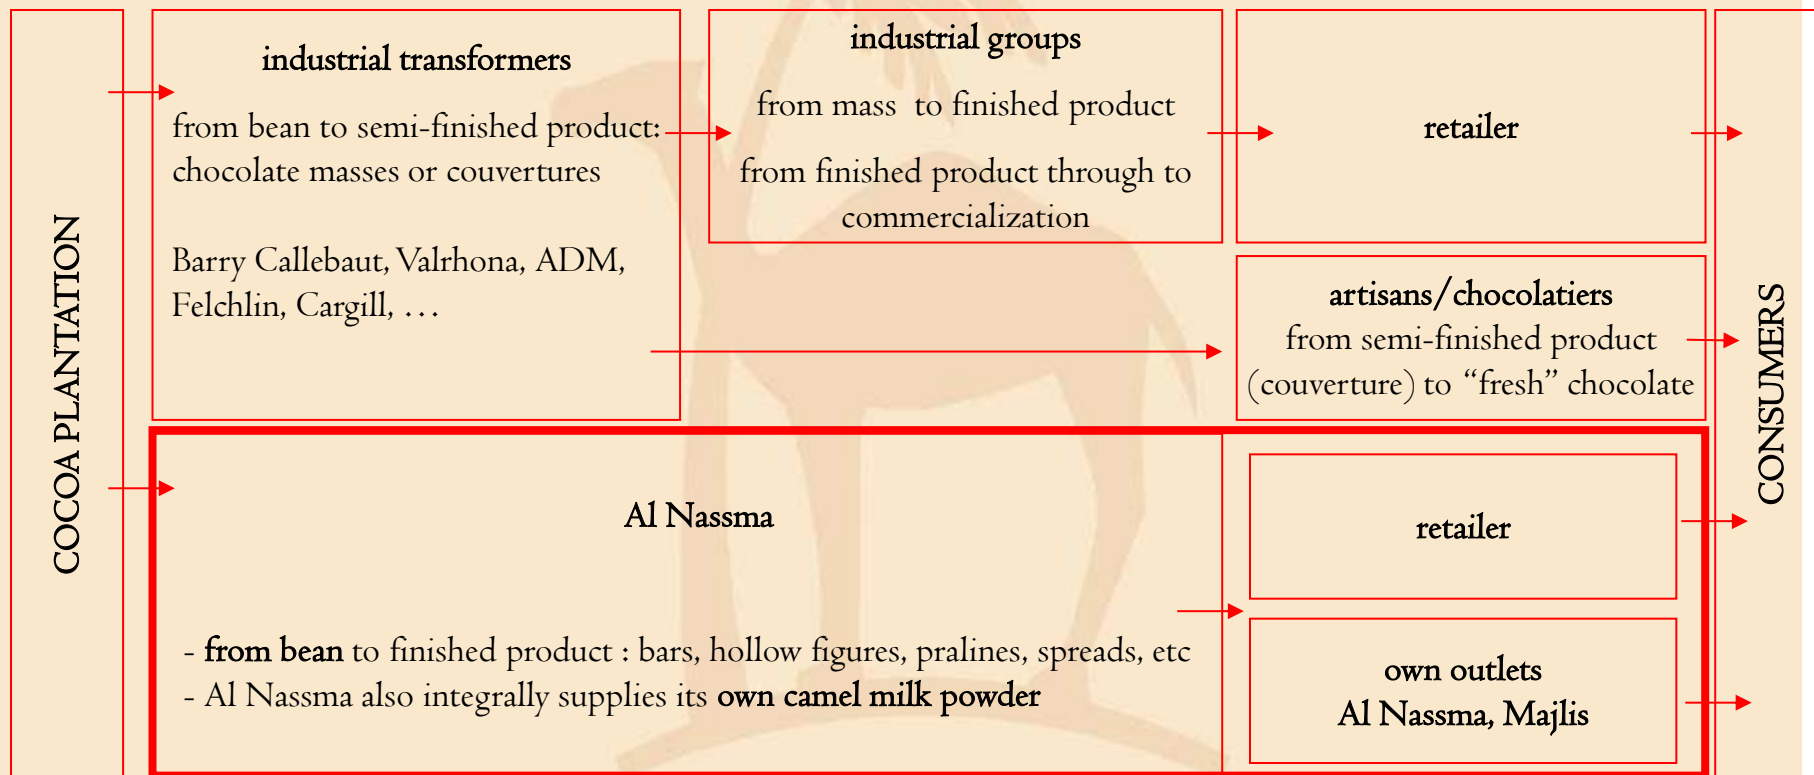 COCOA PLANTATION
industrial transformers
from bean to semi-finished product:
chocolate masses or couvertures
Barry Callebaut, Valrhona, ADM,
Felchlin, Cargill, …
industrial groups
from mass to finished product
from finished product through to
commercialization
retailer
artisans/chocolatiers
from semi-finished product
(couverture) to “fresh” chocolate
Al Nassma
- from bean to finished product : bars, hollow figures, pralines, spreads, etc
- Al Nassma also integrally supplies its own camel milk powder
retailer
own outlets
Al Nassma, Majlis
CONSUMERS